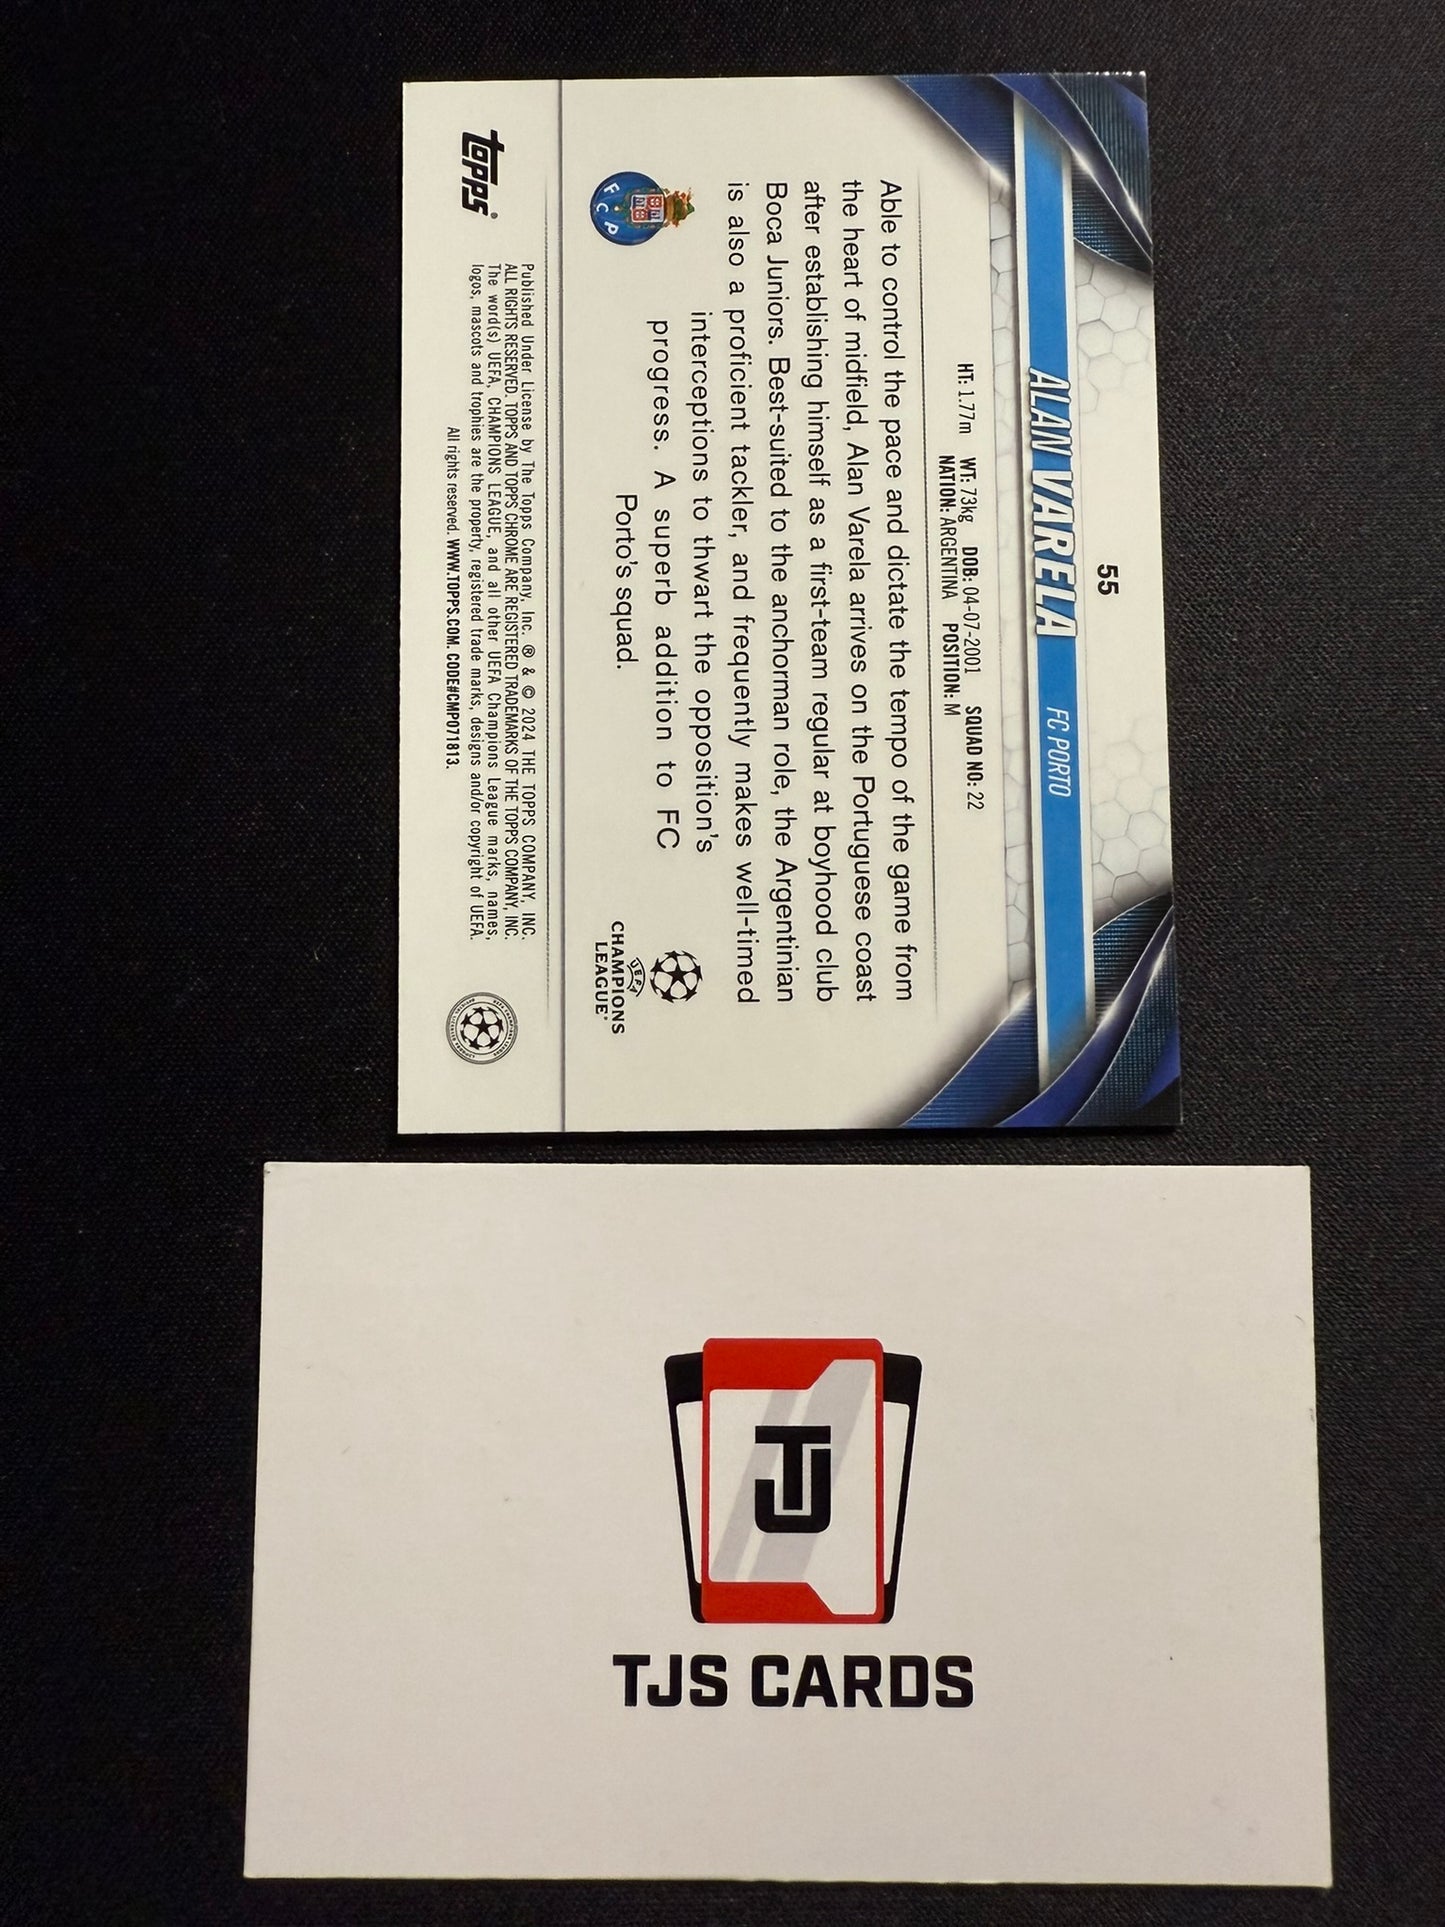 55
ALAN VARELA FC PORTO
HT: 1.77m WT: 73kg DOB: 04-07-2001 SQUAD NO: 22
NATION: ARGENTINA POSITION: M
Able to control the pace and dictate the tempo of the game from
the heart of midfield, Alan Varela arrives on the Portuguese coast
after establishing himself as a first-team regular at boyhood club
Boca Juniors. Best-suited to the anchorman role, the Argentinian
is also a proficient tackler, and frequently makes well-timed
interceptions to thwart the opposition's
progress. A superb addition to FC
Porto's squad.
FCP
UEFA
CHAMPIONS
LEAGUE®
topps®
Published Under License by The Topps Company, Inc. ® & © 2024 THE TOPPS COMPANY, INC.
ALL RIGHTS RESERVED. TOPPS AND TOPPS CHROME ARE REGISTERED TRADEMARKS OF THE TOPPS COMPANY, INC.
The word(s) UEFA, CHAMPIONS LEAGUE, and all other UEFA Champions League marks, names,
logos, mascots and trophies are the property, registered trade marks, designs and/or copyright of UEFA.
All rights reserved. WWW.TOPPS.COM. CODE#CMP071813.
TJ
TJS CARDS